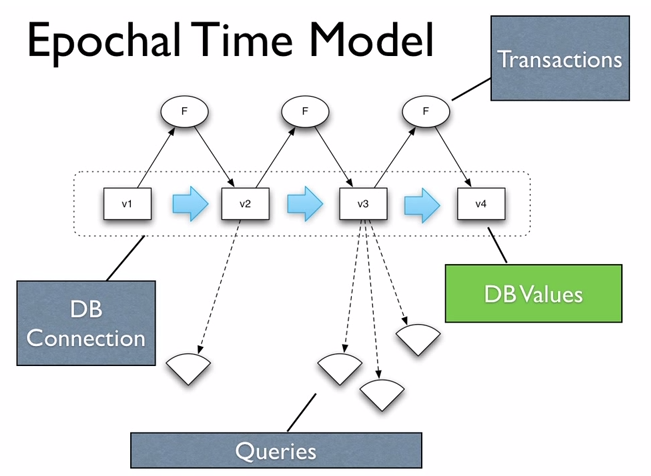 Epochal Time Model
Transactions
F
F
F
v1
v2
v3
v4
DB
Connection
DB Values
Queries